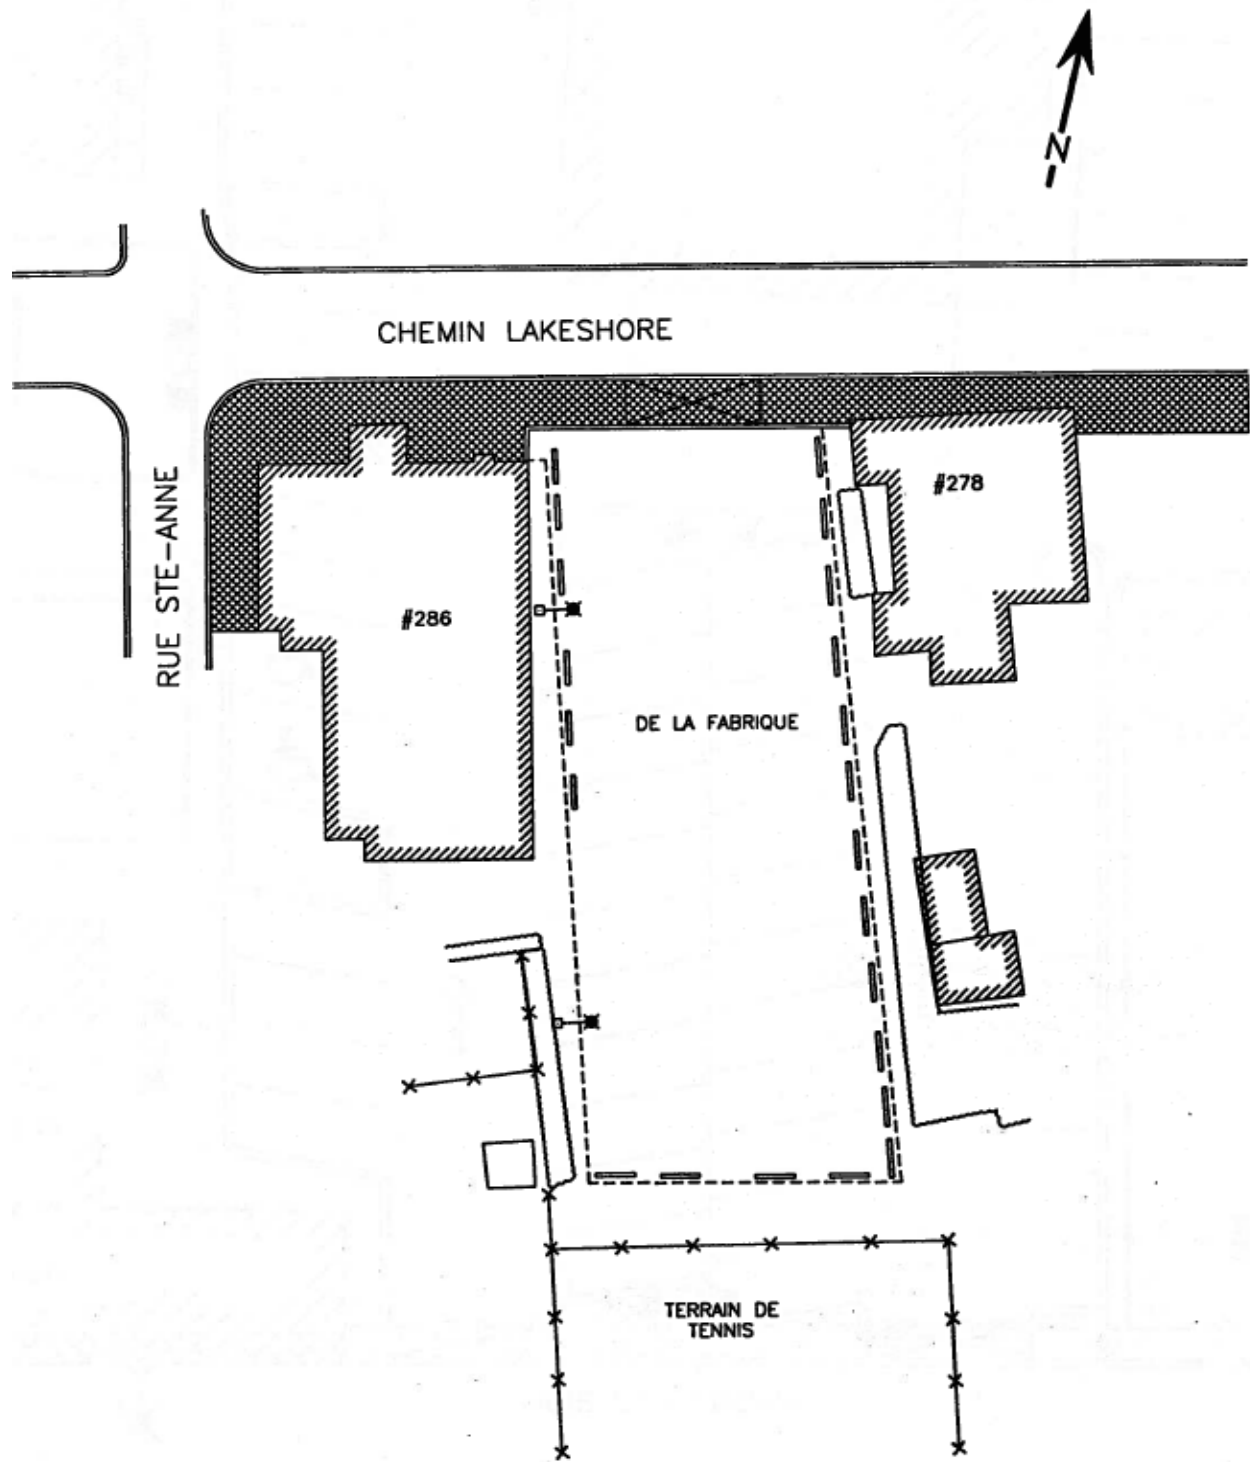 N
CHEMIN LAKESHORE
RUE STE-ANNE
#278
#286
DE LA FABRIQUE
TERRAIN DE
TENNIS